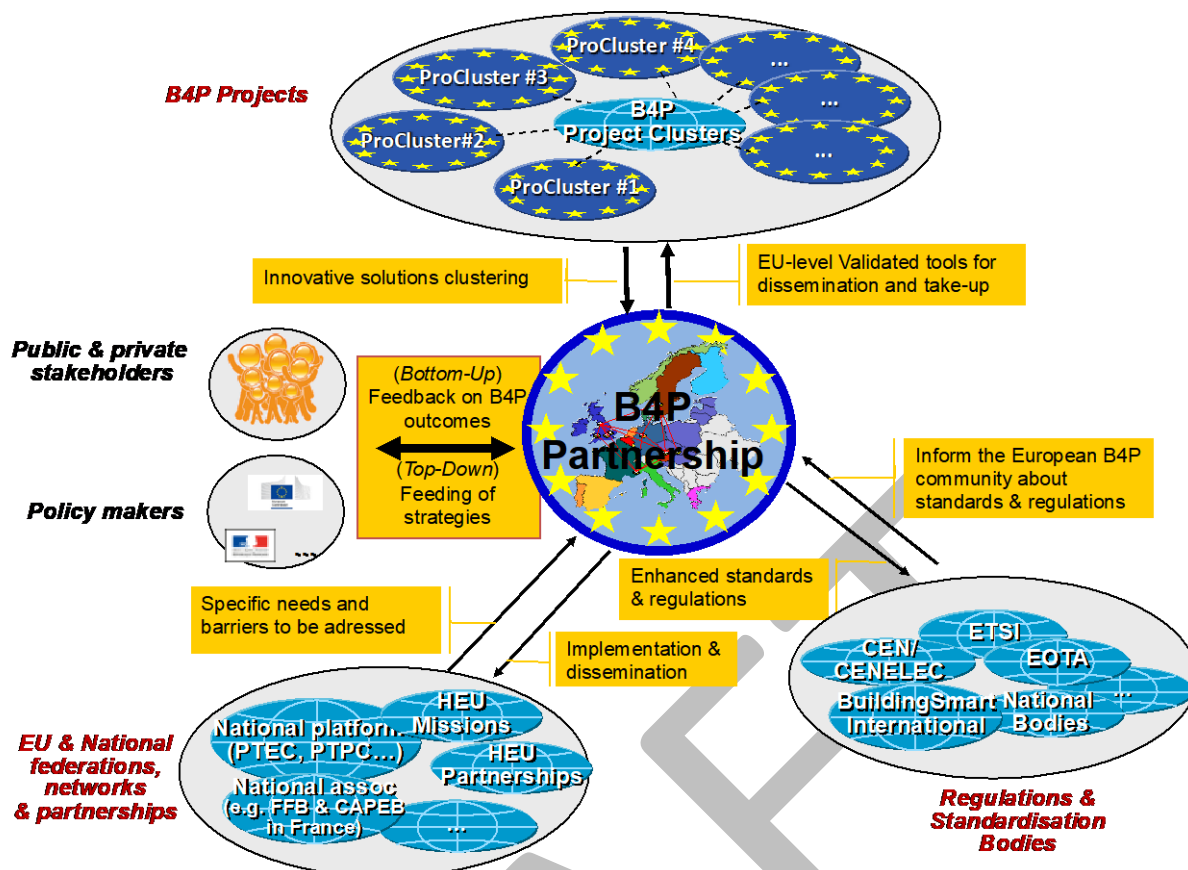 B4P Projects
ProCluster #4
ProCluster #3
...
...
B4P
Project Clusters
ProCluster#2
...
ProCluster #1
Innovative solutions clustering
EU-level Validated tools for
dissemination and take-up
Public & private
stakeholders
(Bottom-Up)
Feedback on B4P
outcomes
(Top-Down)
Feeding of
strategies
B4P
Partnership
Policy makers
...
Inform the European B4P
community about
standards & regulations
Enhanced standards
& regulations
Specific needs and
barriers to be adressed
Implementation &
dissemination
ETSI
CEN/
CENELEC
EOTA
...
BuildingSmart
International
National
Bodies
Regulations &
Standardisation
Bodies
HEU
Missions
National platform
(PTEC, PTPC...)
HEU
Partnerships
National assoc
(e.g. FFB & CAPEB
in France)
...
EU & National
federations,
networks
& partnerships